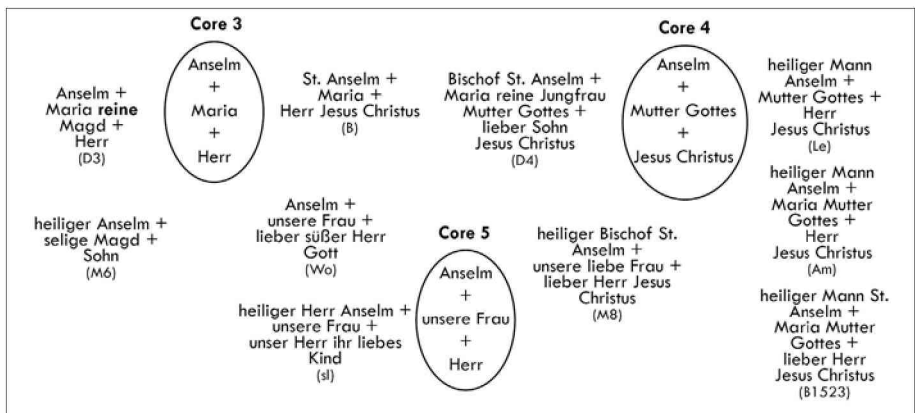 Core 3
Anselm
+
Maria
+
Herr
Anselm +
Maria reine
Magd +
Herr
(D3)
St. Anselm +
Maria +
Herr Jesus Christus
(B)
Core 4
Anselm
+
Mutter Gottes
+
Jesus Christus
Bischof St. Anselm +
Maria reine Jungfrau
Mutter Gottes +
lieber Sohn
Jesus Christus
(D4)
heiliger Mann
Anselm +
Mutter Gottes +
Herr
Jesus Christus
(Le)
heiliger Mann
Anselm +
Maria Mutter
Gottes +
Herr
Jesus Christus
(Am)
heiliger Mann St.
Anselm +
Maria Mutter
Gottes +
lieber Herr
Jesus Christus
(B1523)
heiliger Anselm +
selige Magd +
Sohn
(M6)
Anselm +
unsere Frau +
lieber süßer Herr
Gott
(Wo)
heiliger Herr Anselm +
unsere Frau +
unser Herr ihr liebes
Kind
(sl)
Core 5
Anselm
+
unsere Frau
+
Herr
heiliger Bischof St.
Anselm +
unsere liebe Frau +
lieber Herr Jesus
Christus
(M8)